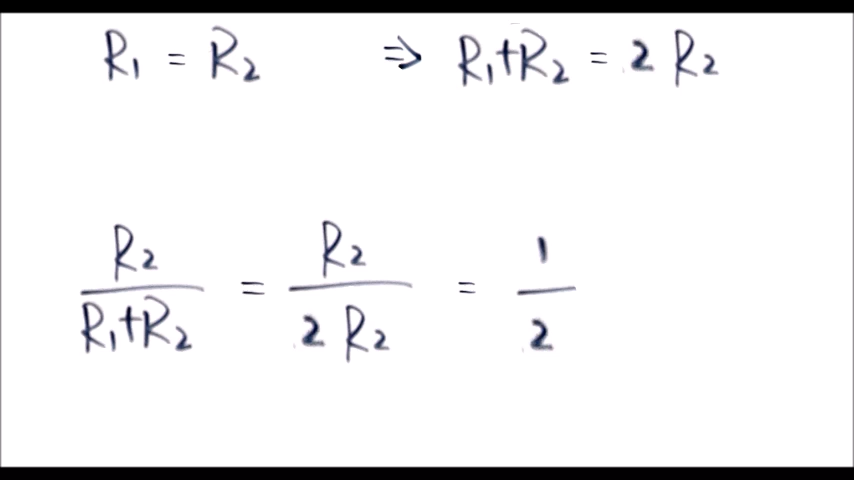 R₁ = R₂ ⇒ R₁+R₂ = 2 R₂
R₂/(R₁+R₂) = R₂/(2 R₂) = 1/2